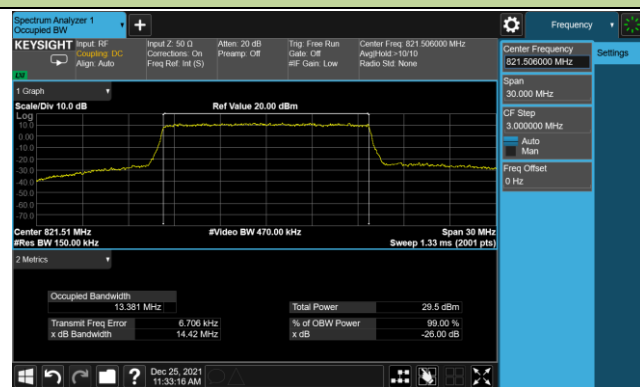 Spectrum Analyzer 1
Occupied BW
Frequency
KEYSIGHT
Input: RF
Coupling: DC
Align: Auto
Input Z: 50 Ω
Corrections: On
Freq Ref: Int (S)
Atten: 20 dB
Preamp: Off
Trig: Free Run
Gate: Off
#IF Gain: Low
Center Freq: 821.506000 MHz
Avg|Hold:>10/10
Radio Std: None
Center Frequency
821.506000 MHz
Settings
Span
30.000 MHz
CF Step
3.000000 MHz
Auto
Man
Freq Offset
0 Hz
1 Graph
Scale/Div 10.0 dB
Ref Value 20.00 dBm
Log
10.0
0.00
-10.0
-20.0
-30.0
-40.0
-50.0
-60.0
-70.0
Center 821.51 MHz
#Video BW 470.00 kHz
Span 30 MHz
#Res BW 150.00 kHz
Sweep 1.33 ms (2001 pts)
2 Metrics
Occupied Bandwidth
13.381 MHz
Total Power
29.5 dBm
Transmit Freq Error
6.706 kHz
% of OBW Power
99.00 %
x dB Bandwidth
14.42 MHz
x dB
-26.00 dB
?
Dec 25, 2021
11:33:16 AM